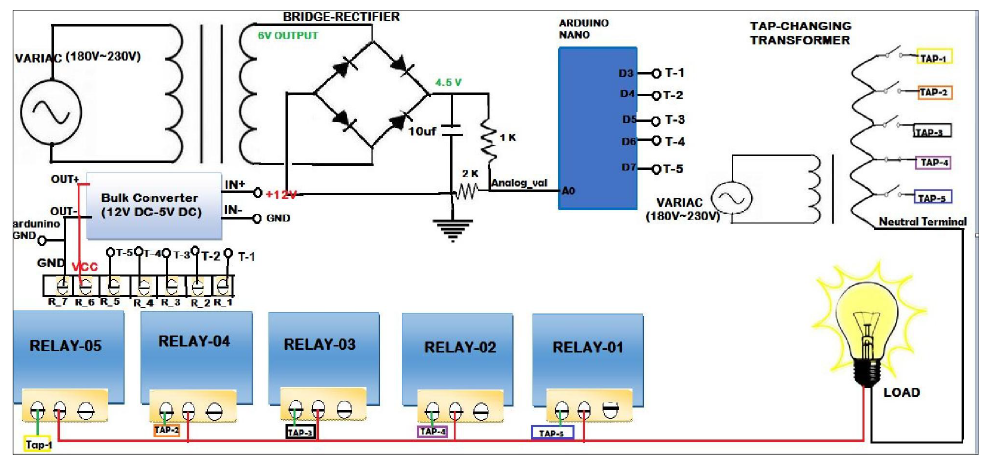 BRIDGE-RECTIFIER
6V OUTPUT
VARIAC (180V~230V)
4.5 V
10uf
1 K
2 K
Analog_val
ARDUINO
NANO
D3
T-1
D4
T-2
D5
T-3
D6
T-4
D7
T-5
A0
TAP-CHANGING
TRANSFORMER
TAP-1
TAP-2
TAP-3
TAP-4
TAP-5
VARIAC
(180V~230V)
Neutral Terminal
OUT+
OUT-
Bulk Converter
(12V DC-5V DC)
IN+
+12V
IN-
GND
ardunino
GND
GND
VCC
T-5
T-4
T-3
T-2
T-1
R_7
R_6
R_5
R_4
R_3
R_2
R_1
RELAY-05
RELAY-04
RELAY-03
RELAY-02
RELAY-01
LOAD
Tap-1
TAP-2
TAP-3
TAP-4
TAP-5